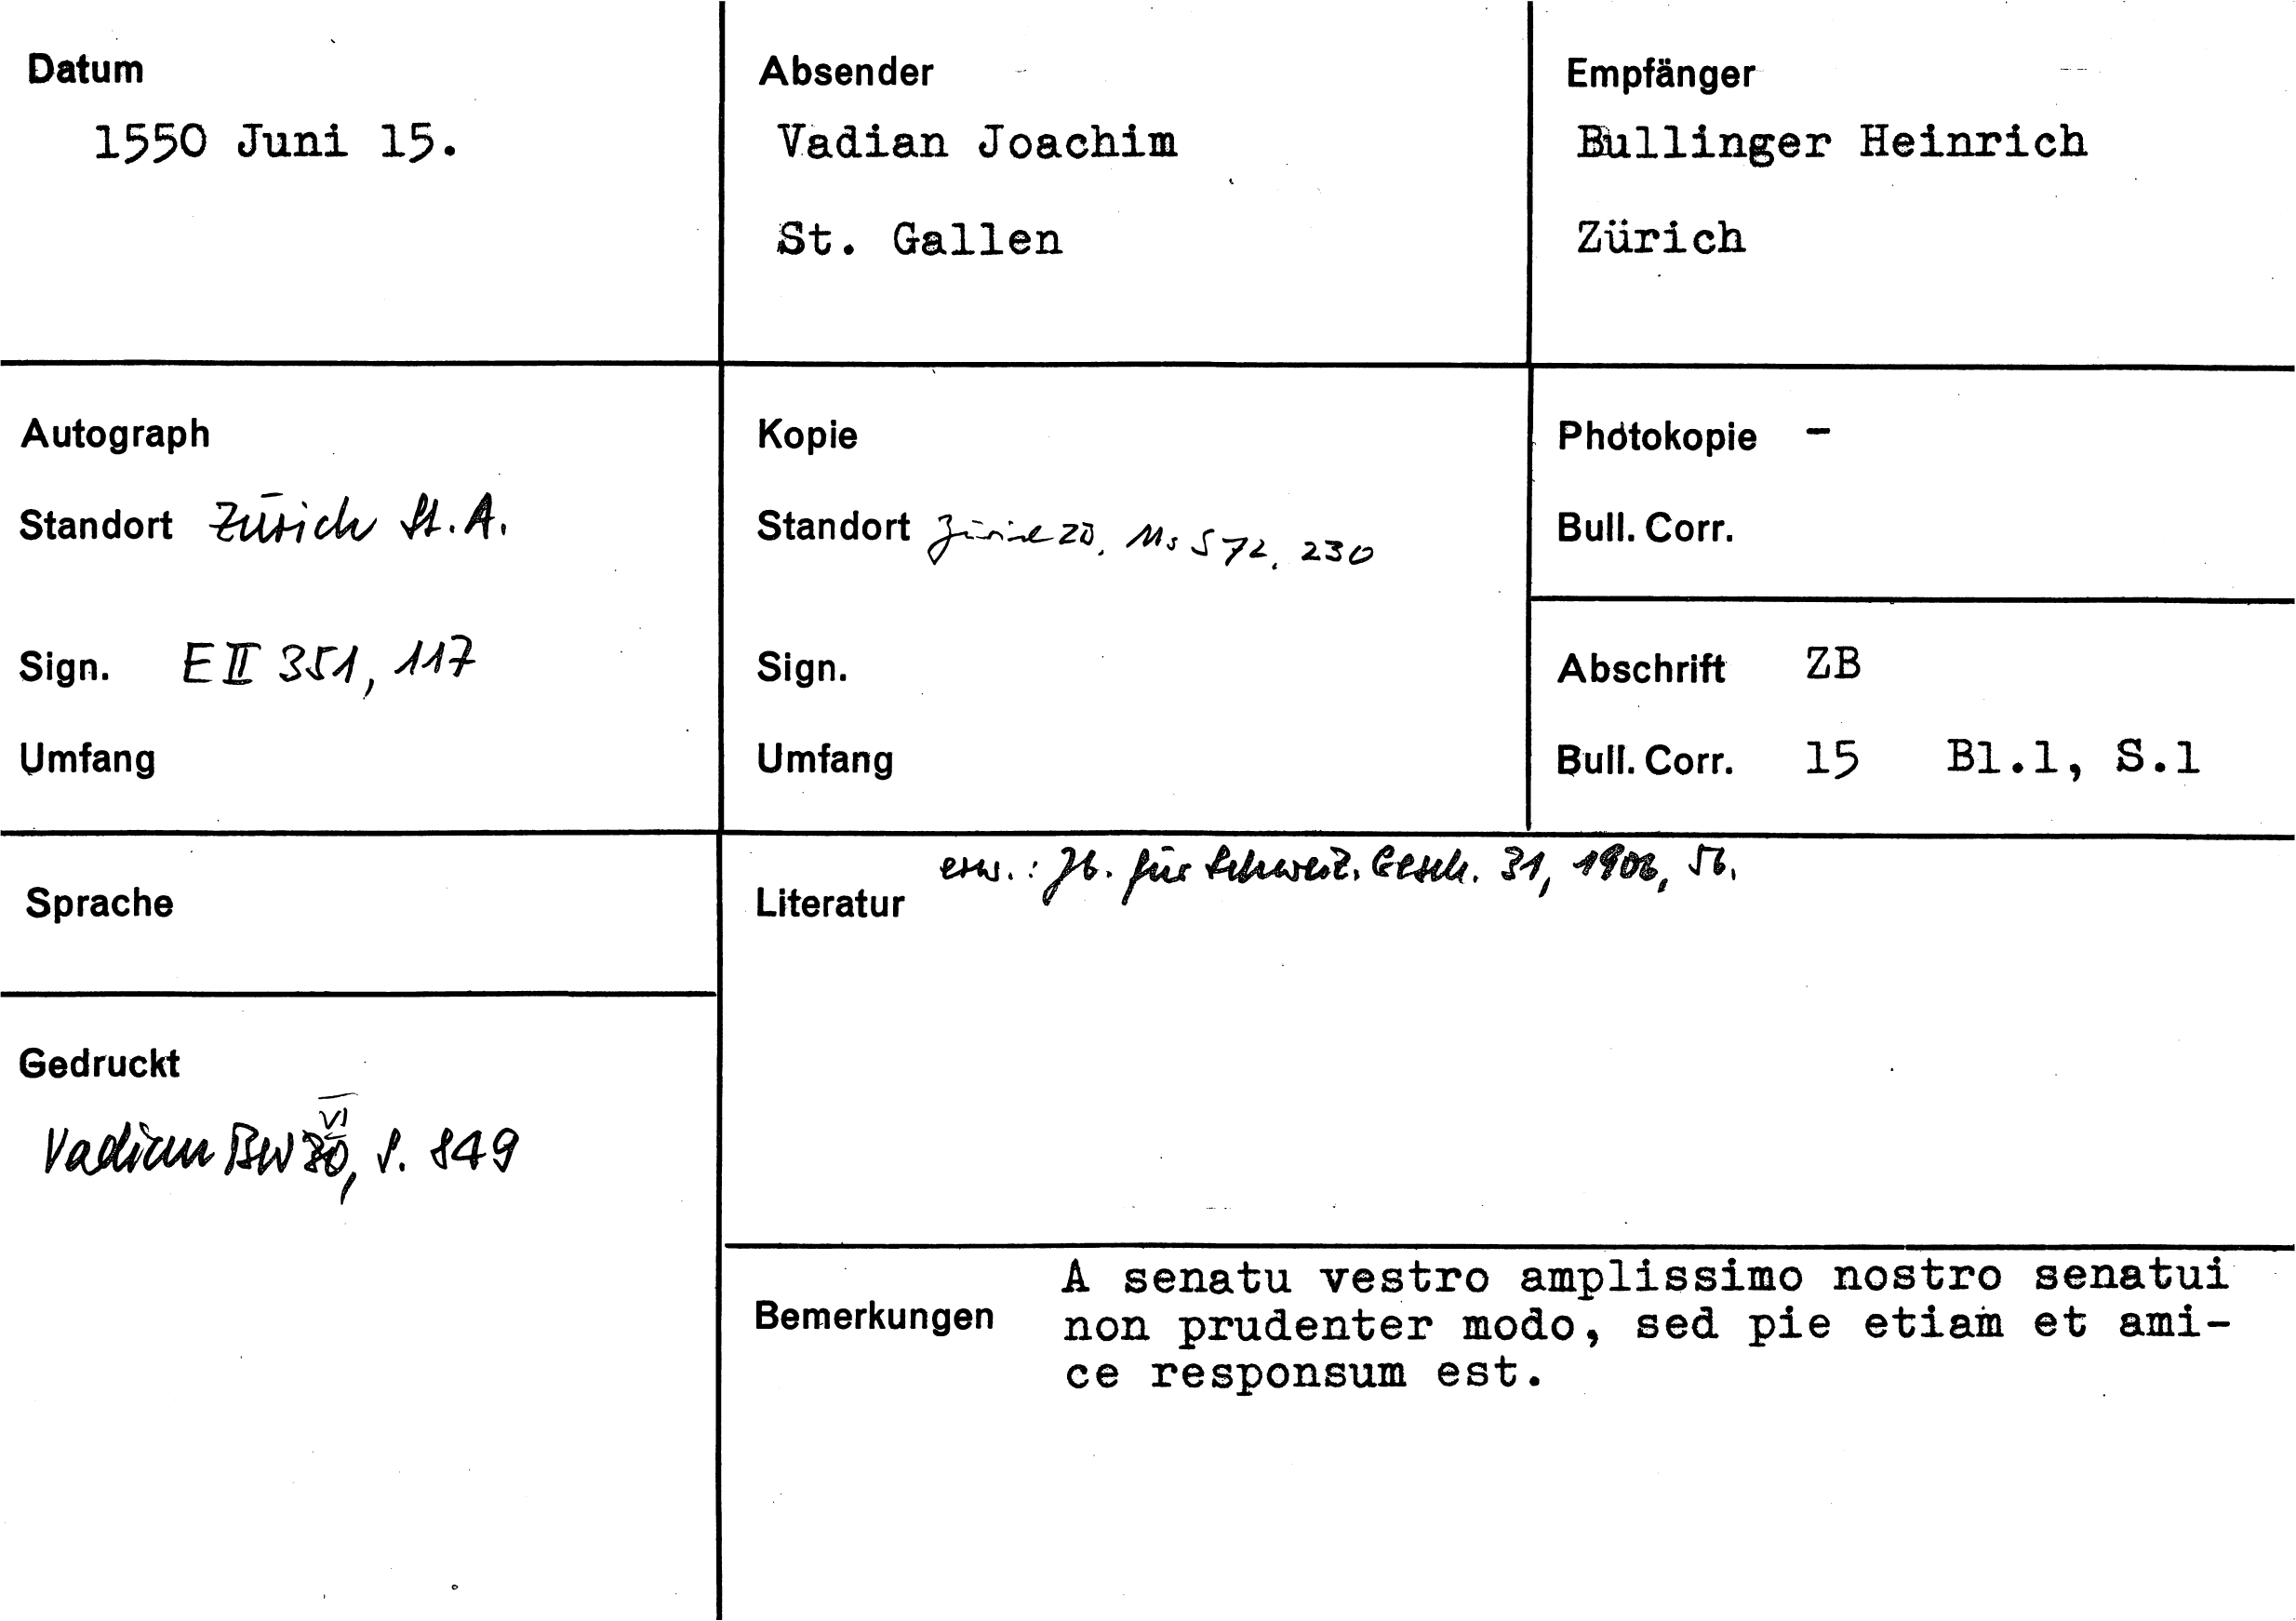 Datum
1550 Juni 15.
Absender
Vadian Joachim
St. Gallen
Empfänger
Bullinger Heinrich
Zürich
Autograph
Standort Zürich St.A.
Sign. E II 351, 117
Umfang
Kopie
Standort Zürich ZB, Ms S 72, 230
Sign.
Umfang
Photokopie -
Bull. Corr.
Abschrift ZB
Bull. Corr. 15 Bl.1, S.1
Sprache
Gedruckt
Vadian BW VI, S. 849
erw.: Jb. für Schweiz. Gesch. 31, 1906, 56.
Literatur
Bemerkungen
A senatu vestro amplissimo nostro senatui
non prudenter modo, sed pie etiam et ami-
ce responsum est.